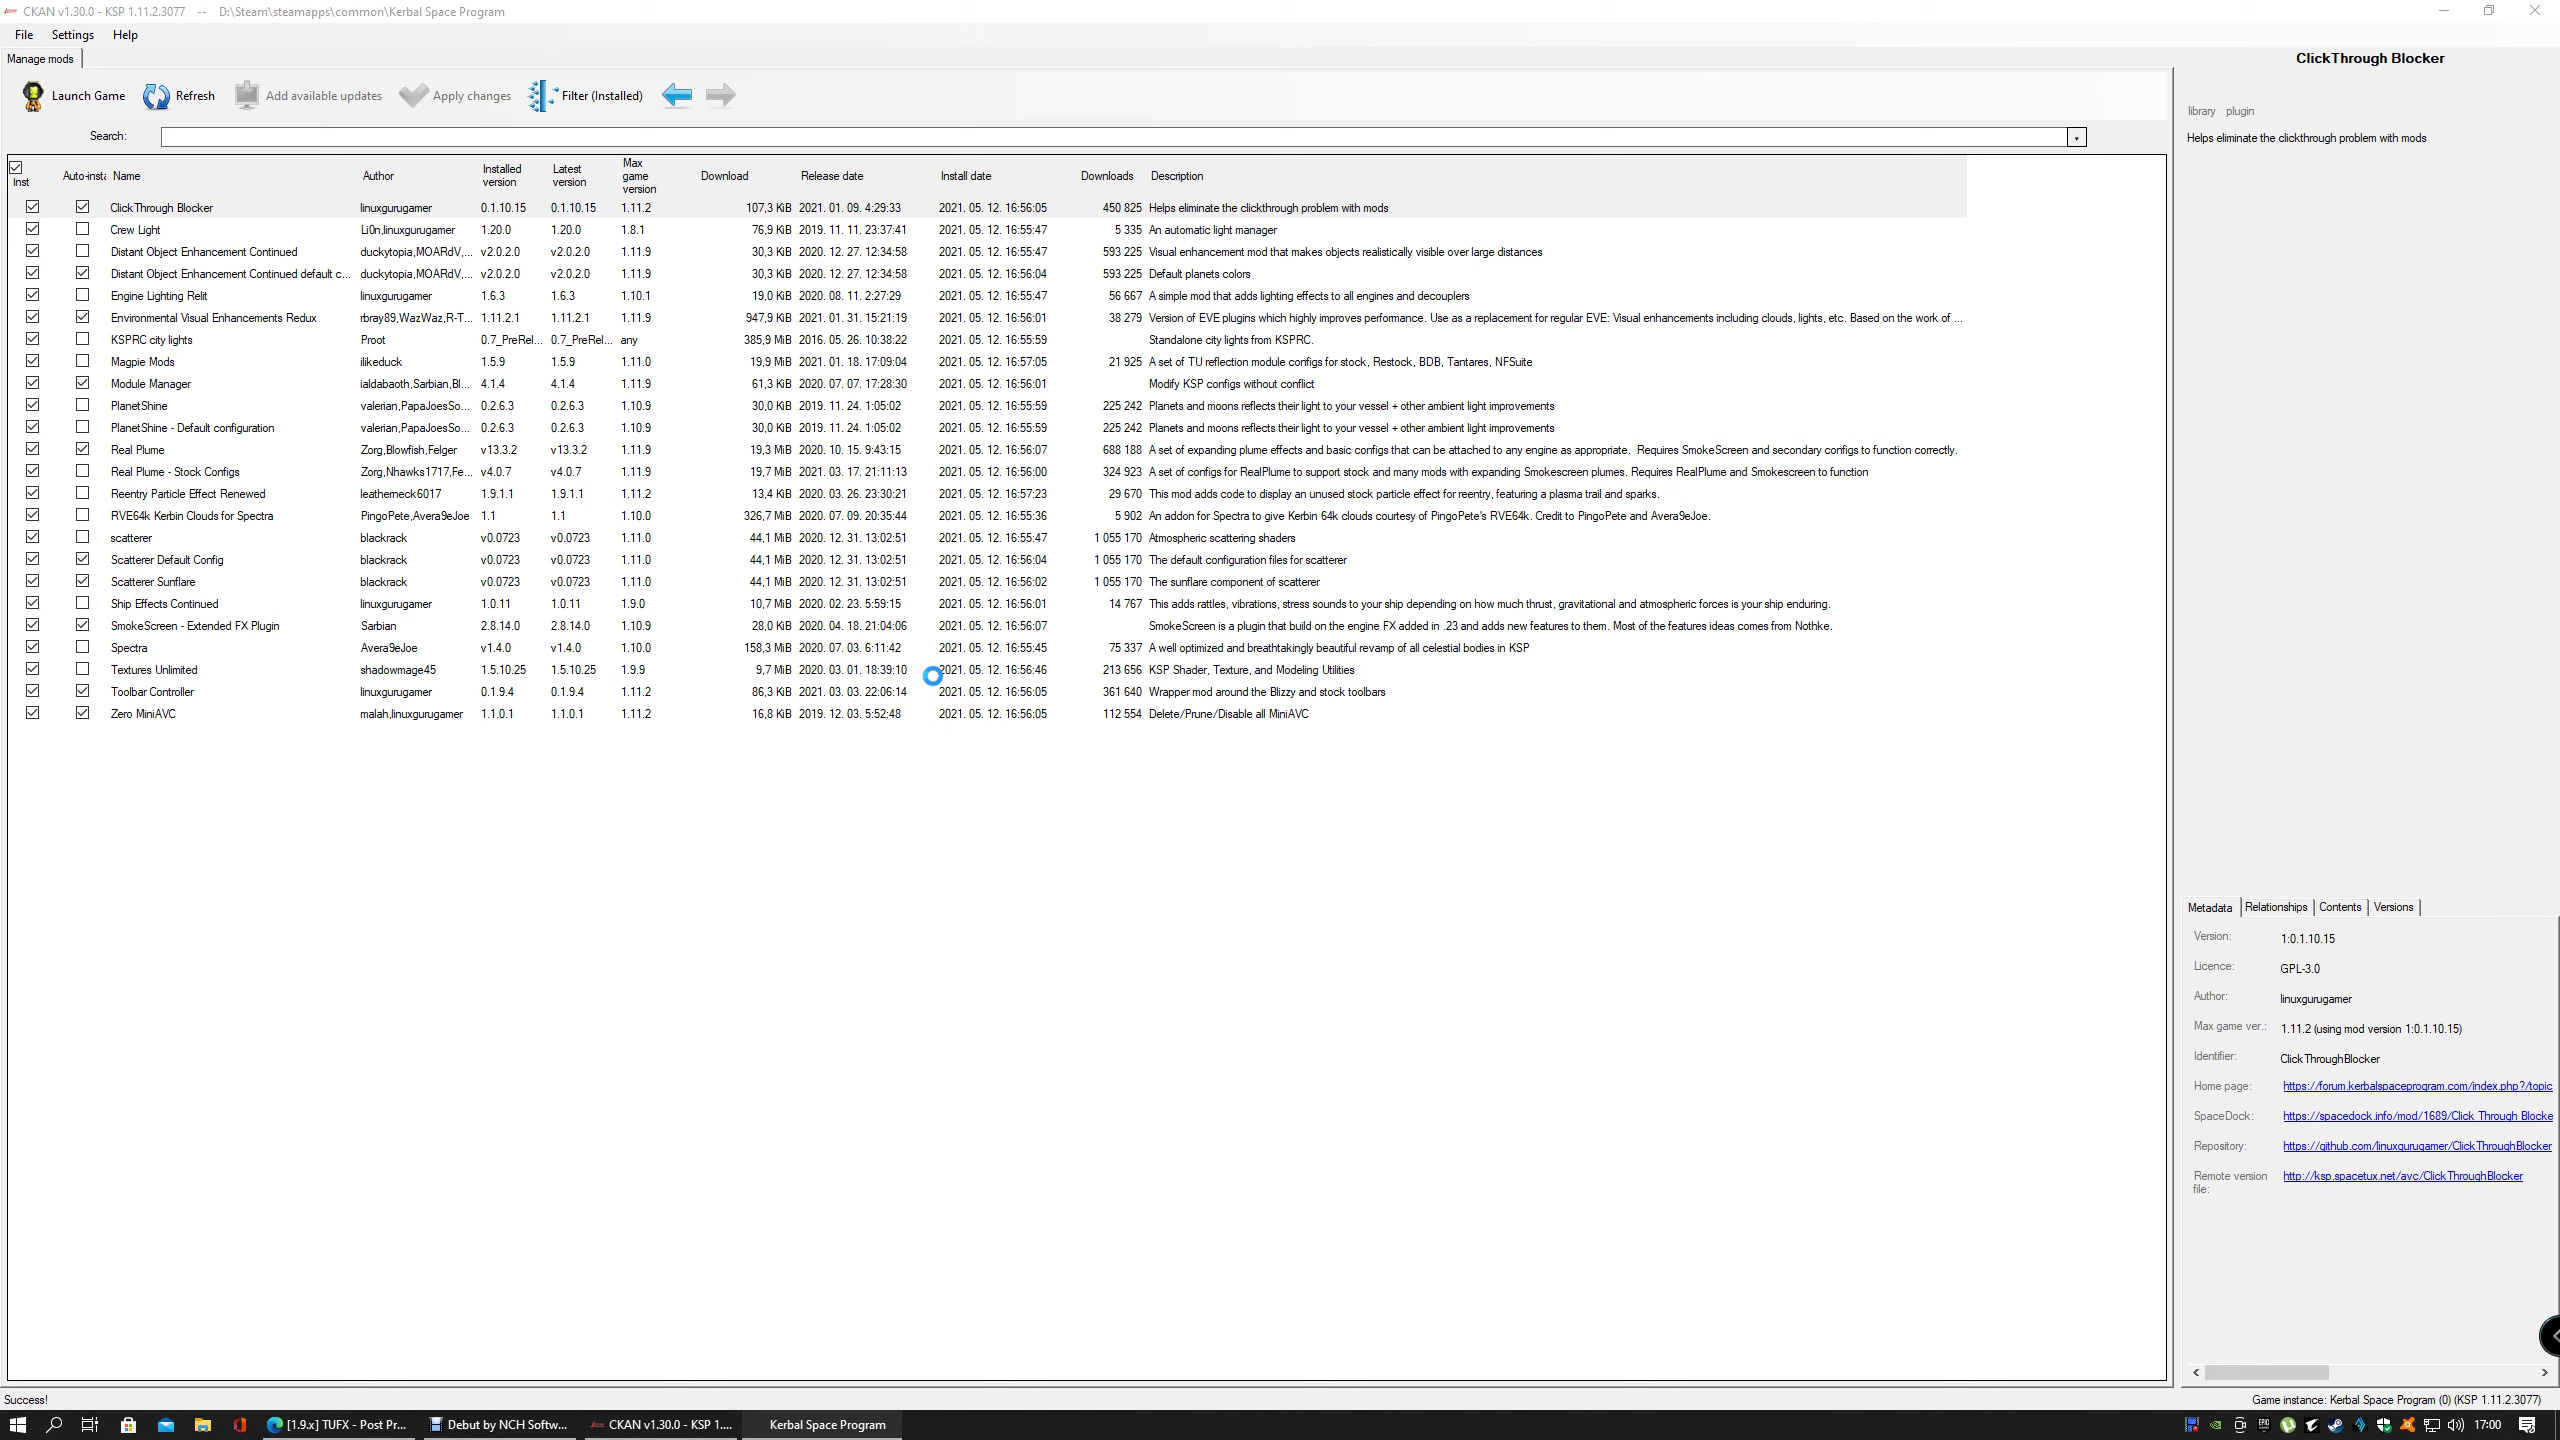 CKAN v1.30.0 - KSP 1.11.2.3077 -- D:\Steam\steamapps\common\Kerbal Space Program
File Settings Help
Manage mods
ClickThrough Blocker
Launch Game Refresh Add available updates Apply changes Filter (Installed)
library plugin
Search:
Helps eliminate the clickthrough problem with mods
Inst Auto-insta Name Author Installed version Latest version Max game version Download Release date Install date Downloads Description
ClickThrough Blocker linuxgurugamer 0.1.10.15 0.1.10.15 1.11.2 107,3 KiB 2021. 01. 09. 4:29:33 2021. 05. 12. 16:56:05 450 825 Helps eliminate the clickthrough problem with mods
Crew Light Li0n,linuxgurugamer 1.20.0 1.20.0 1.8.1 76,9 KiB 2019. 11. 11. 23:37:41 2021. 05. 12. 16:55:47 5 335 An automatic light manager
Distant Object Enhancement Continued duckytopia,MOARdV,... v2.0.2.0 v2.0.2.0 1.11.9 30,3 KiB 2020. 12. 27. 12:34:58 2021. 05. 12. 16:55:47 593 225 Visual enhancement mod that makes objects realistically visible over large distances
Distant Object Enhancement Continued default c... duckytopia,MOARdV,... v2.0.2.0 v2.0.2.0 1.11.9 30,3 KiB 2020. 12. 27. 12:34:58 2021. 05. 12. 16:56:04 593 225 Default planets colors
Engine Lighting Relit linuxgurugamer 1.6.3 1.6.3 1.10.1 19,0 KiB 2020. 08. 11. 2:27:29 2021. 05. 12. 16:55:47 56 667 A simple mod that adds lighting effects to all engines and decouplers
Environmental Visual Enhancements Redux rbray89,WazWaz,R-T... 1.11.2.1 1.11.2.1 1.11.9 947,9 KiB 2021. 01. 31. 15:21:19 2021. 05. 12. 16:56:01 38 279 Version of EVE plugins which highly improves performance. Use as a replacement for regular EVE: Visual enhancements including clouds, lights, etc. Based on the work of ...
KSPRC city lights Proot 0.7_PreRel... 0.7_PreRel... any 385,9 MiB 2016. 05. 26. 10:38:22 2021. 05. 12. 16:55:59 Standalone city lights from KSPRC.
Magpie Mods ilikeduck 1.5.9 1.5.9 1.11.0 19,9 MiB 2021. 01. 18. 17:09:04 2021. 05. 12. 16:57:05 21 925 A set of TU reflection module configs for stock, Restock, BDB, Tantares, NFSuite
Module Manager ialdabaoth,Sarbian,Bl... 4.1.4 4.1.4 1.11.9 61,3 KiB 2020. 07. 07. 17:28:30 2021. 05. 12. 16:56:01 Modify KSP configs without conflict
PlanetShine valerian,PapaJoesSo... 0.2.6.3 0.2.6.3 1.10.9 30,0 KiB 2019. 11. 24. 1:05:02 2021. 05. 12. 16:55:59 225 242 Planets and moons reflects their light to your vessel + other ambient light improvements
PlanetShine - Default configuration valerian,PapaJoesSo... 0.2.6.3 0.2.6.3 1.10.9 30,0 KiB 2019. 11. 24. 1:05:02 2021. 05. 12. 16:55:59 225 242 Planets and moons reflects their light to your vessel + other ambient light improvements
Real Plume Zorg,Blowfish,Felger v13.3.2 v13.3.2 1.11.9 19,3 MiB 2020. 10. 15. 9:43:15 2021. 05. 12. 16:56:07 688 188 A set of expanding plume effects and basic configs that can be attached to any engine as appropriate. Requires SmokeScreen and secondary configs to function correctly.
Real Plume - Stock Configs Zorg,Nhawks1717,Fe... v4.0.7 v4.0.7 1.11.9 19,7 MiB 2021. 03. 17. 21:11:13 2021. 05. 12. 16:56:00 324 923 A set of configs for RealPlume to support stock and many mods with expanding Smokescreen plumes. Requires RealPlume and Smokescreen to function
Reentry Particle Effect Renewed leatherneck6017 1.9.1.1 1.9.1.1 1.11.2 13,4 KiB 2020. 03. 26. 23:30:21 2021. 05. 12. 16:57:23 29 670 This mod adds code to display an unused stock particle effect for reentry, featuring a plasma trail and sparks.
RVE64k Kerbin Clouds for Spectra PingoPete,Avera9eJoe 1.1 1.1 1.10.0 326,7 MiB 2020. 07. 09. 20:35:44 2021. 05. 12. 16:55:36 5 902 An addon for Spectra to give Kerbin 64k clouds courtesy of PingoPete's RVE64k. Credit to PingoPete and Avera9eJoe.
scatterer blackrack v0.0723 v0.0723 1.11.0 44,1 MiB 2020. 12. 31. 13:02:51 2021. 05. 12. 16:55:47 1 055 170 Atmospheric scattering shaders
Scatterer Default Config blackrack v0.0723 v0.0723 1.11.0 44,1 MiB 2020. 12. 31. 13:02:51 2021. 05. 12. 16:56:04 1 055 170 The default configuration files for scatterer
Scatterer Sunflare blackrack v0.0723 v0.0723 1.11.0 44,1 MiB 2020. 12. 31. 13:02:51 2021. 05. 12. 16:56:02 1 055 170 The sunflare component of scatterer
Ship Effects Continued linuxgurugamer 1.0.11 1.0.11 1.9.0 10,7 MiB 2020. 02. 23. 5:59:15 2021. 05. 12. 16:56:01 14 767 This adds rattles, vibrations, stress sounds to your ship depending on how much thrust, gravitational and atmospheric forces is your ship enduring.
SmokeScreen - Extended FX Plugin Sarbian 2.8.14.0 2.8.14.0 1.10.9 28,0 KiB 2020. 04. 18. 21:04:06 2021. 05. 12. 16:56:07 SmokeScreen is a plugin that build on the engine FX added in .23 and adds new features to them. Most of the features ideas comes from Nothke.
Spectra Avera9eJoe v1.4.0 v1.4.0 1.10.0 158,3 MiB 2020. 07. 03. 6:11:42 2021. 05. 12. 16:55:45 75 337 A well optimized and breathtakingly beautiful revamp of all celestial bodies in KSP
Textures Unlimited shadowmage45 1.5.10.25 1.5.10.25 1.9.9 9,7 MiB 2020. 03. 01. 18:39:10 2021. 05. 12. 16:56:46 213 656 KSP Shader, Texture, and Modeling Utilities
Toolbar Controller linuxgurugamer 0.1.9.4 0.1.9.4 1.11.2 86,3 KiB 2021. 03. 03. 22:06:14 2021. 05. 12. 16:56:05 361 640 Wrapper mod around the Blizzy and stock toolbars
Zero MiniAVC malah,linuxgurugamer 1.1.0.1 1.1.0.1 1.11.2 16,8 KiB 2019. 12. 03. 5:52:48 2021. 05. 12. 16:56:05 112 554 Delete/Prune/Disable all MiniAVC
Metadata Relationships Contents Versions
Version: 1:0.1.10.15
Licence: GPL-3.0
Author: linuxgurugamer
Max game ver.: 1.11.2 (using mod version 1:0.1.10.15)
Identifier: ClickThroughBlocker
Home page: https://forum.kerbalspaceprogram.com/index.php?/topic
SpaceDock: https://spacedock.info/mod/1689/Click Through Blocke
Repository: https://github.com/linuxgurugamer/ClickThroughBlocker
Remote version file: http://ksp.spacetux.net/avc/ClickThroughBlocker
Success!
Game instance: Kerbal Space Program (0) (KSP 1.11.2.3077)
[1.9.x] TUFX - Post Pr... Debut by NCH Softw... CKAN v1.30.0 - KSP 1.... Kerbal Space Program 17:00